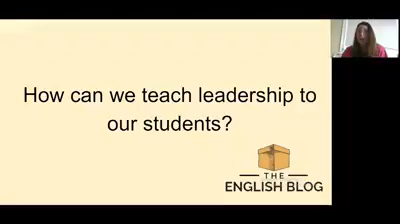 How can we teach leadership to
our students?
THE
ENGLISH BLOG